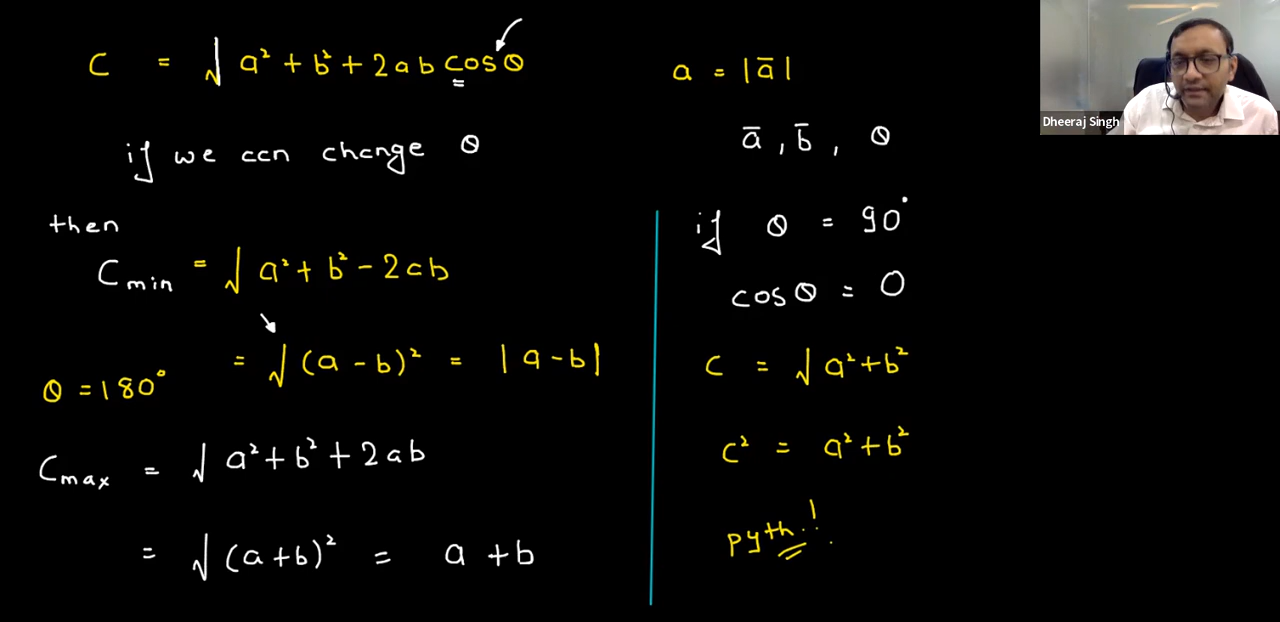 c = √ a² + b² + 2ab cosθ
if we can change θ
then
Cmin = √ a² + b² - 2ab
= √ (a - b)² = |a - b|
θ = 180°
Cmax = √ a² + b² + 2ab
= √ (a + b)² = a + b
a = |a̅|
a̅ , b̅ , θ
if θ = 90°
cosθ = 0
c = √ a² + b²
c² = a² + b²
pyth..!
Dheeraj Singh